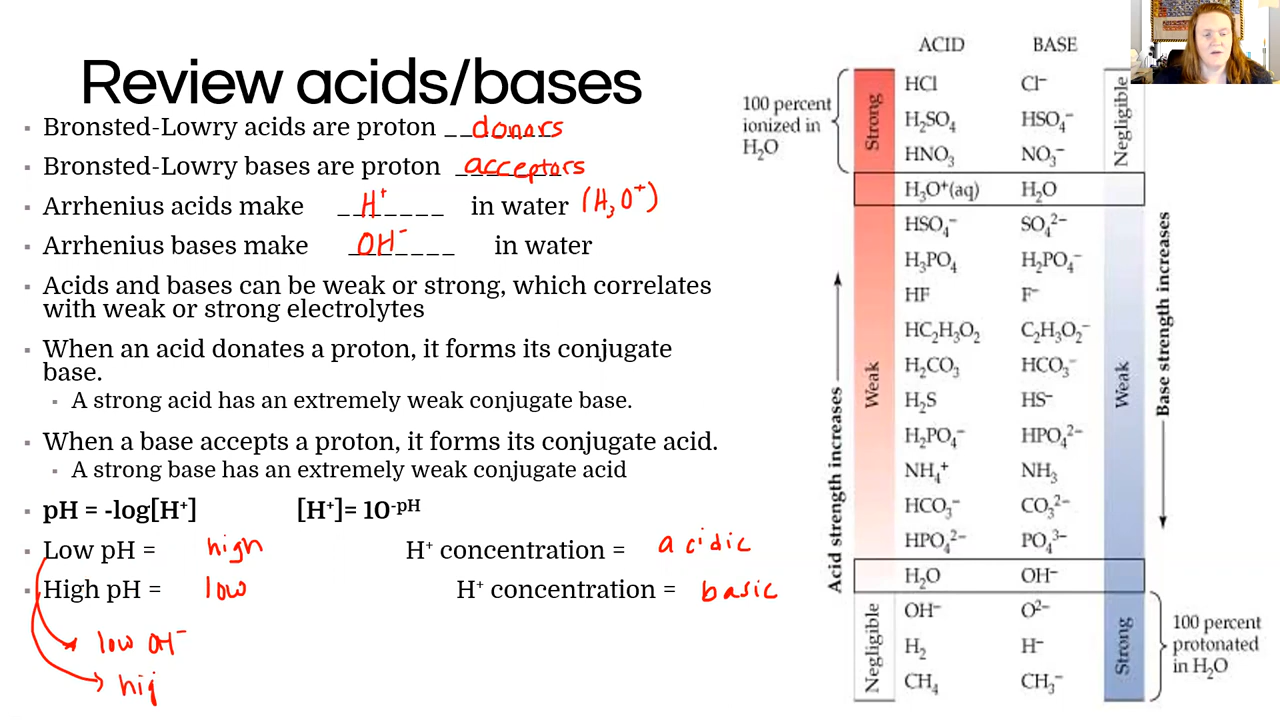 Review acids/bases
▪ Bronsted-Lowry acids are proton _ _donors_
▪ Bronsted-Lowry bases are proton _acceptors_
▪ Arrhenius acids make _ H⁺ _ _ _ _ in water (H₃O⁺)
▪ Arrhenius bases make OH⁻ _ _ _ _ in water
▪ Acids and bases can be weak or strong, which correlates
with weak or strong electrolytes
▪ When an acid donates a proton, it forms its conjugate
base.
▪ A strong acid has an extremely weak conjugate base.
▪ When a base accepts a proton, it forms its conjugate acid.
▪ A strong base has an extremely weak conjugate acid
▪ pH = -log[H⁺] [H⁺]= 10⁻ᵖᴴ
▪ Low pH = high H⁺ concentration = acidic
▪ High pH = low H⁺ concentration = basic
low OH⁻
hig
ACID BASE
100 percent
ionized in
H₂O
Strong
Negligible
HCl Cl⁻
H₂SO₄ HSO₄⁻
HNO₃ NO₃⁻
H₃O⁺(aq) H₂O
HSO₄⁻ SO₄²⁻
H₃PO₄ H₂PO₄⁻
HF F⁻
HC₂H₃O₂ C₂H₃O₂⁻
H₂CO₃ HCO₃⁻
H₂S HS⁻
H₂PO₄⁻ HPO₄²⁻
NH₄⁺ NH₃
HCO₃⁻ CO₃²⁻
HPO₄²⁻ PO₄³⁻
H₂O OH⁻
OH⁻ O²⁻
H₂ H⁻
CH₄ CH₃⁻
Acid strength increases
Weak
Weak
Base strength increases
Negligible
Strong
100 percent
protonated
in H₂O